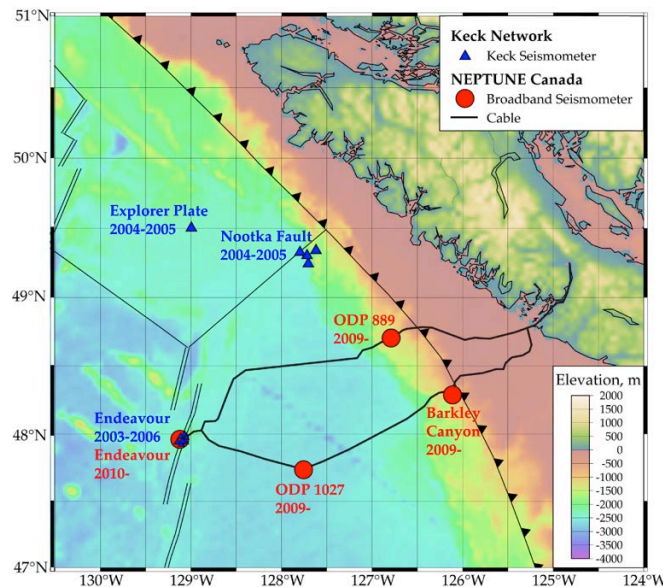 51°N
50°N
49°N
48°N
47°N
130°W
129°W
128°W
127°W
126°W
125°W
124°W
Keck Network
Keck Seismometer
NEPTUNE Canada
Broadband Seismometer
Cable
Explorer Plate
2004-2005
Nootka Fault
2004-2005
ODP 889
2009-
Endeavour
2003-2006
Endeavour
2010-
Barkley
Canyon
2009-
ODP 1027
2009-
Elevation, m
2000
1500
1000
500
0
-500
-1000
-1500
-2000
-2500
-3000
-3500
-4000